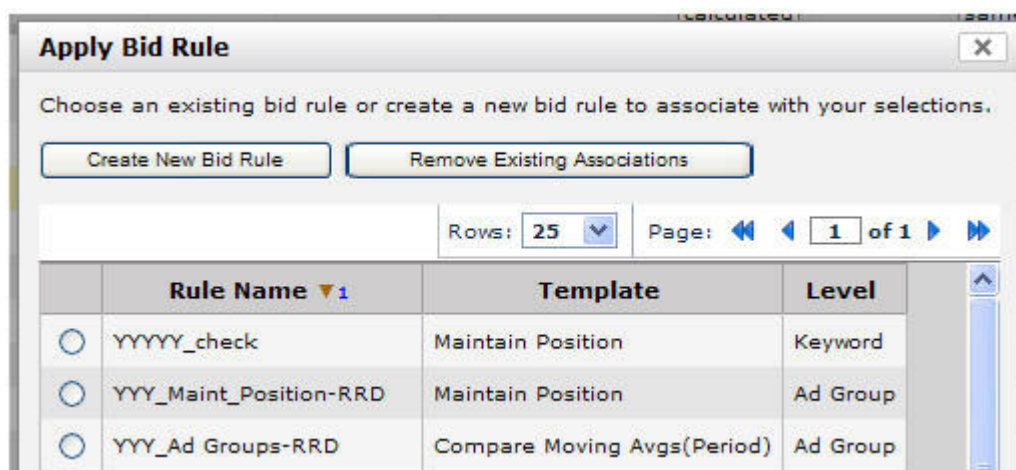 calculated same
Apply Bid Rule
Choose an existing bid rule or create a new bid rule to associate with your selections.
Create New Bid Rule Remove Existing Associations
Rows: 25 Page: 1 of 1
Rule Name 1 Template Level
YYYYY_check Maintain Position Keyword
YYY_Maint_Position-RRD Maintain Position Ad Group
YYY_Ad Groups-RRD Compare Moving Avgs(Period) Ad Group